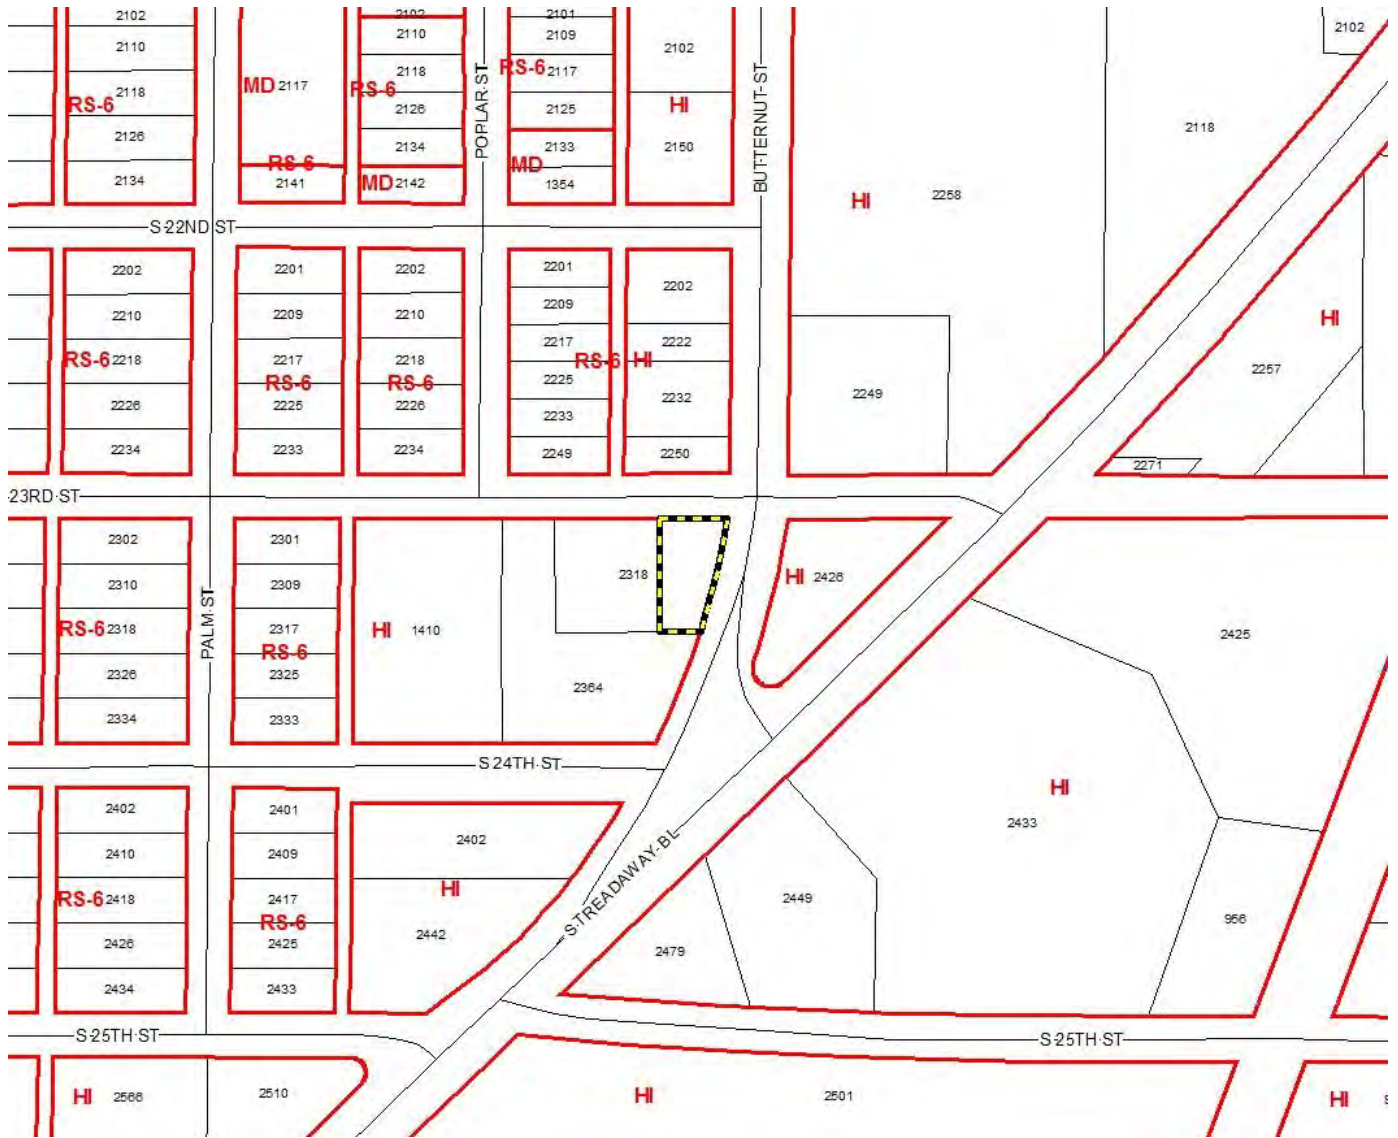 2102
2110
2118
RS-6
2126
2134
MD 2117
RS-6
2141
2102
2110
2118
RS-6
2126
2134
MD 2142
POPLAR ST
2101
2109
RS-6 2117
2125
2133
MD
1354
2102
HI
2150
BUTTERNUT ST
HI 2258
2118
2102
S 22ND ST
2202
2210
RS-6 2218
2226
2234
2201
2209
2217
RS-6
2225
2233
2202
2210
2218
RS-6
2226
2234
2201
2209
2217
RS-6
2225
2233
2249
2202
2222
HI
2232
2250
2249
HI
2257
2271
23RD ST
2302
2310
RS-6 2318
2326
2334
PALM ST
2301
2309
2317
RS-6
2325
2333
HI 1410
2318
2364
HI 2426
2425
S 24TH ST
2402
2410
RS-6 2418
2426
2434
2401
2409
2417
RS-6
2425
2433
2402
HI
2442
S TREADAWAY BL
HI
2433
2449
2479
956
S 25TH ST
S 25TH ST
HI 2566
2510
HI
2501
HI